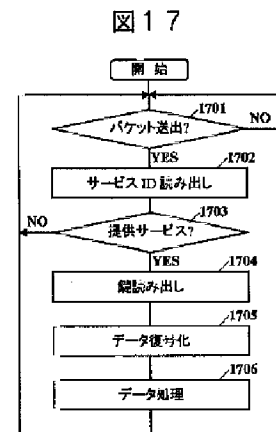 図17
開始
1701
パケット送出?
NO
YES
1702
サービスID読み出し
1703
NO
提供サービス?
YES
1704
鍵読み出し
1705
データ復号化
1706
データ処理